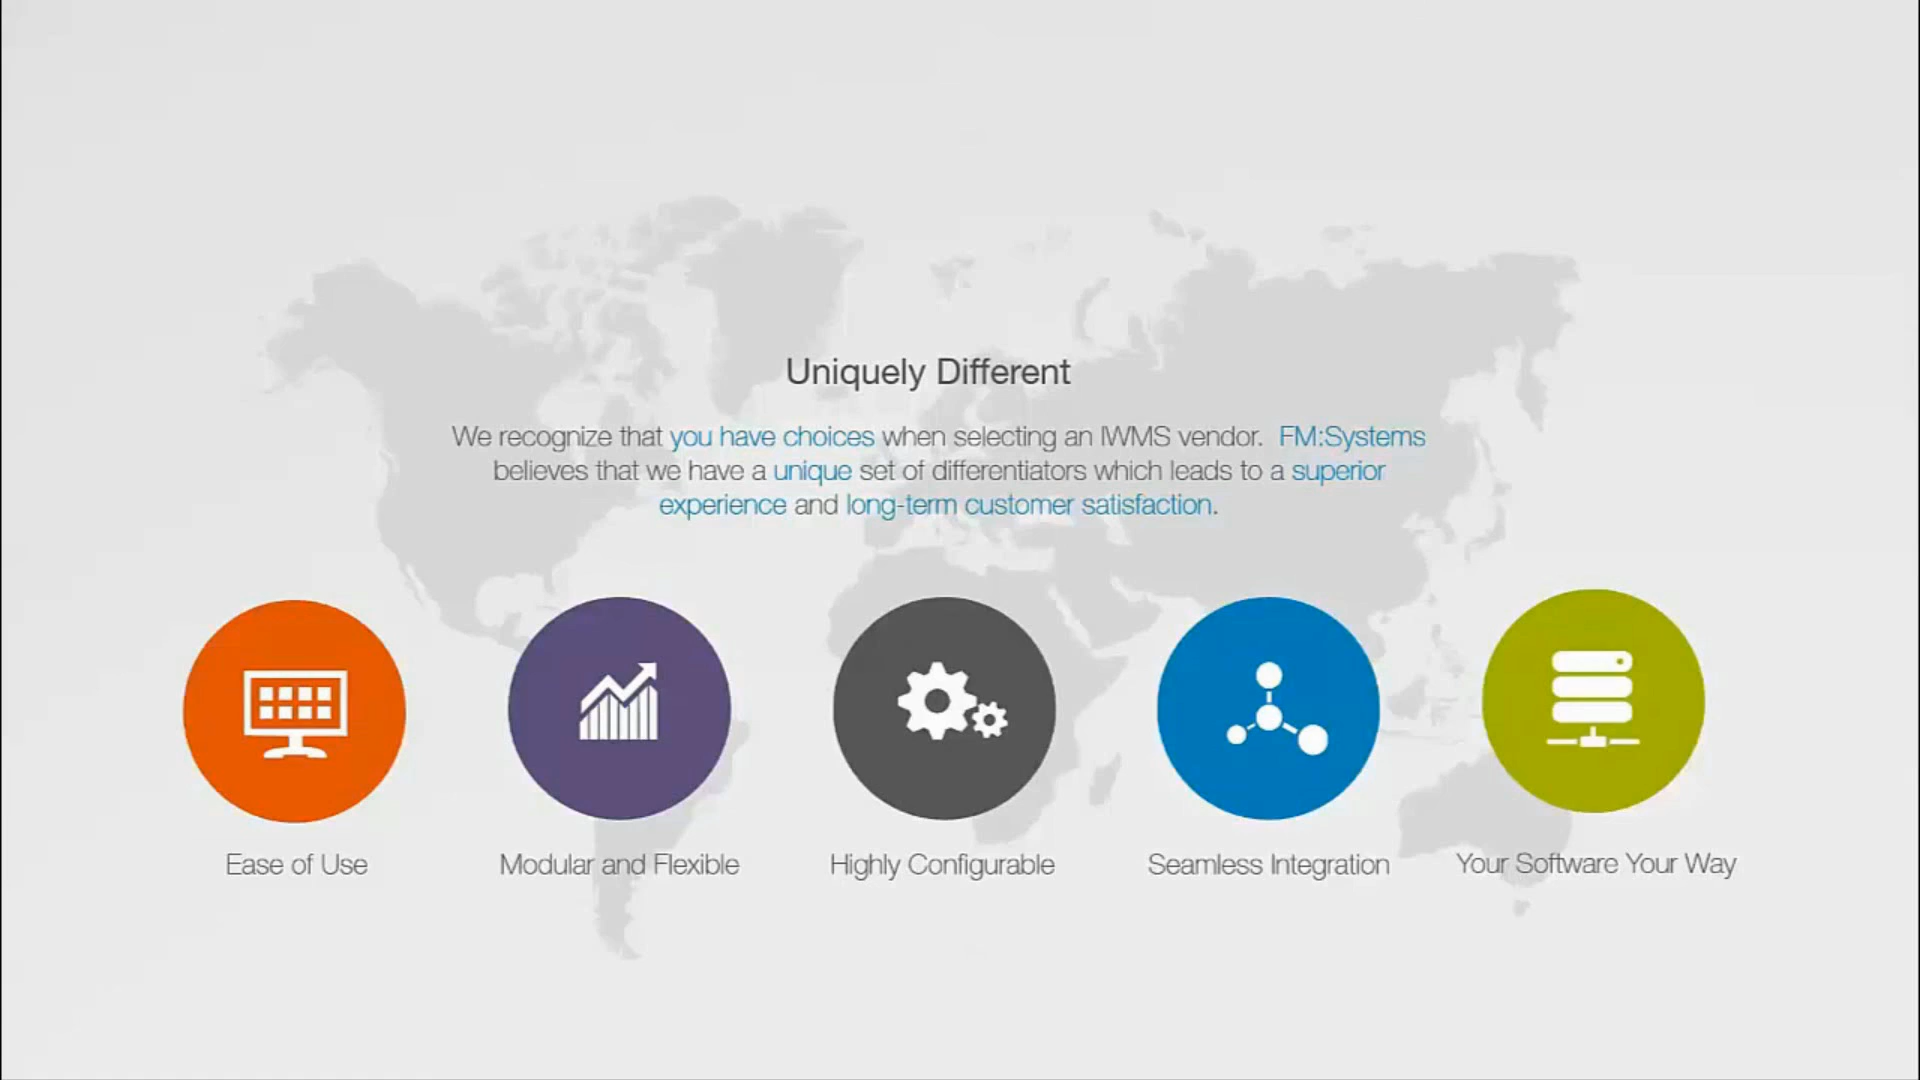 Uniquely Different
We recognize that you have choices when selecting an IWMS vendor. FM:Systems
believes that we have a unique set of differentiators which leads to a superior
experience and long-term customer satisfaction.
Ease of Use
Modular and Flexible
Highly Configurable
Seamless Integration
Your Software Your Way